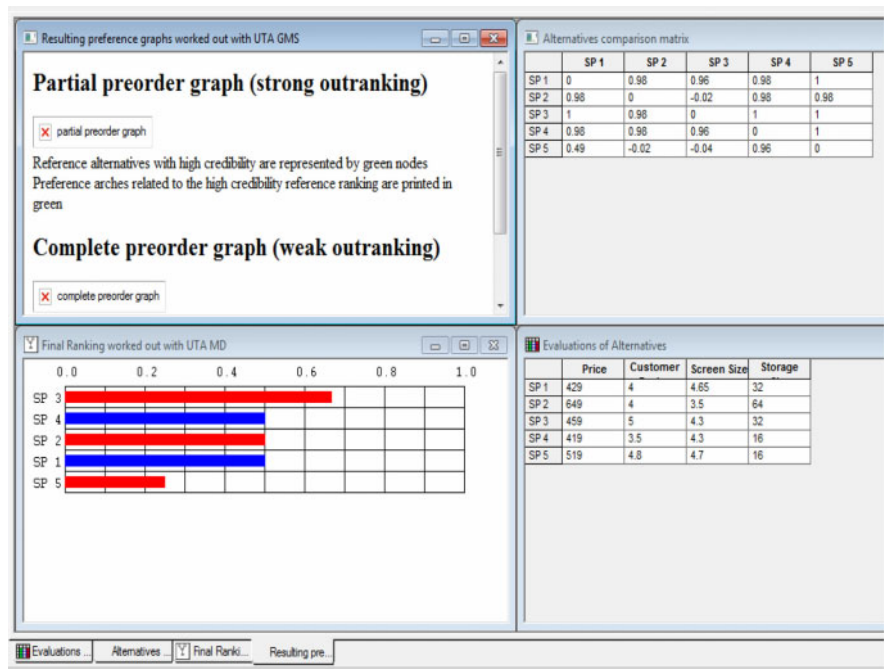 Resulting preference graphs worked out with UTA GMS
Partial preorder graph (strong outranking)
partial preorder graph
Reference alternatives with high credibility are represented by green nodes
Preference arches related to the high credibility reference ranking are printed in
green
Complete preorder graph (weak outranking)
complete preorder graph
Alternatives comparison matrix
SP 1 SP 2 SP 3 SP 4 SP 5
SP 1 0 0.98 0.96 0.98 1
SP 2 0.98 0 -0.02 0.98 0.98
SP 3 1 0.98 0 1 1
SP 4 0.98 0.98 0.96 0 1
SP 5 0.49 -0.02 -0.04 0.96 0
Final Ranking worked out with UTA MD
0.0 0.2 0.4 0.6 0.8 1.0
SP 3
SP 4
SP 2
SP 1
SP 5
Evaluations of Alternatives
Price Customer Screen Size Storage
SP 1 429 4 4.65 32
SP 2 649 4 3.5 64
SP 3 459 5 4.3 32
SP 4 419 3.5 4.3 16
SP 5 519 4.8 4.7 16
Evaluations ... Alternatives ... Final Ranki... Resulting pre...